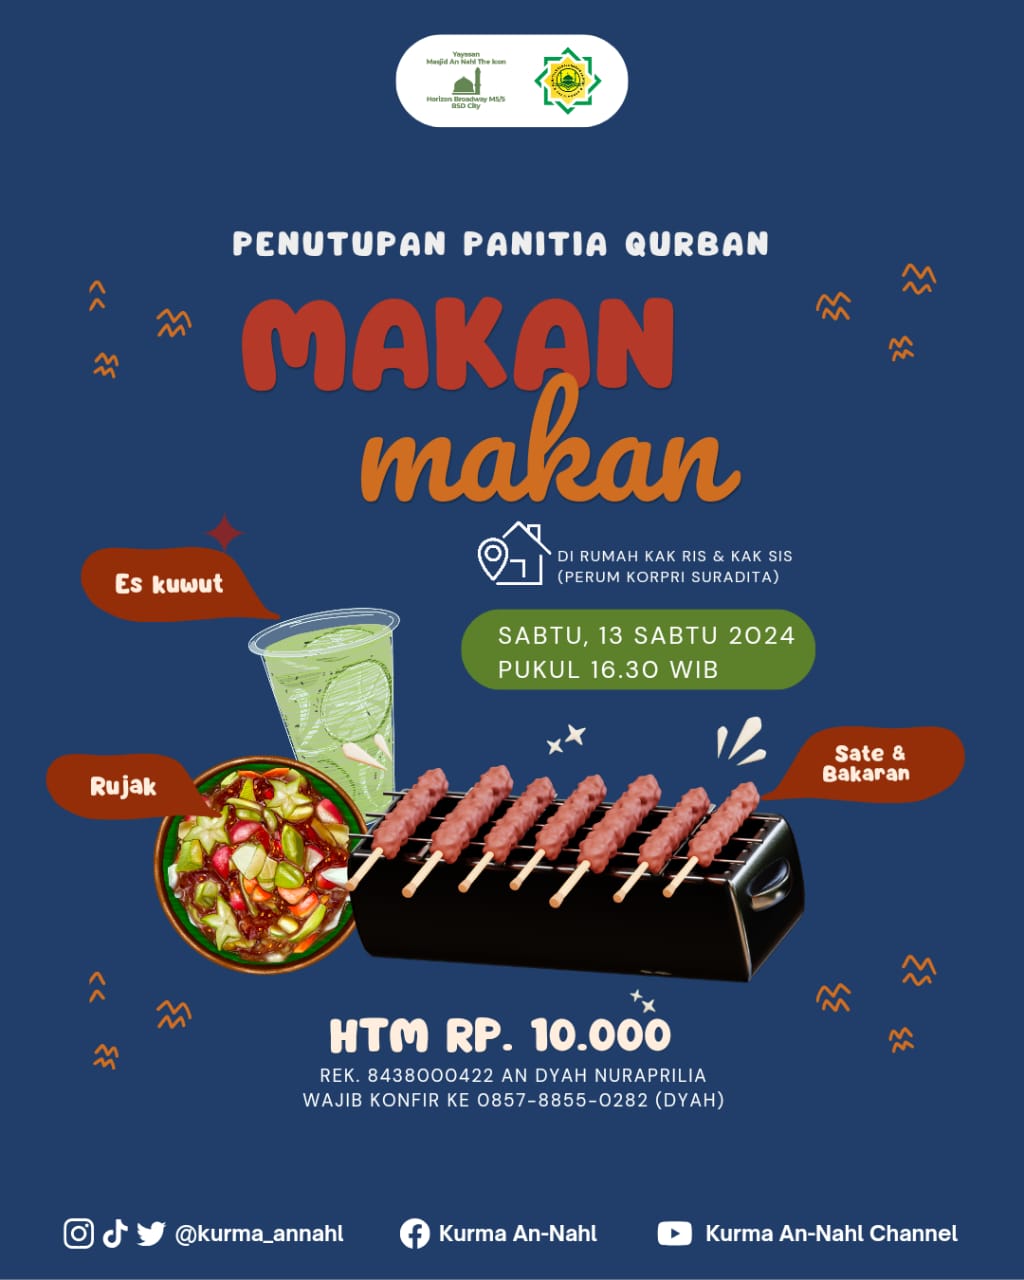 Yayasan
Masjid An Nahl The Icon
Horizon Broadway M5/5
BSD City
PENUTUPAN PANITIA QURBAN
MAKAN
makan
DI RUMAH KAK RIS & KAK SIS
(PERUM KORPRI SURADITA)
Es kuwut
SABTU, 13 SABTU 2024
PUKUL 16.30 WIB
Sate &
Bakaran
Rujak
HTM RP. 10.000
REK. 8438000422 AN DYAH NURAPRILIA
WAJIB KONFIR KE 0857-8855-0282 (DYAH)
@kurma_annahl
Kurma An-Nahl
Kurma An-Nahl Channel